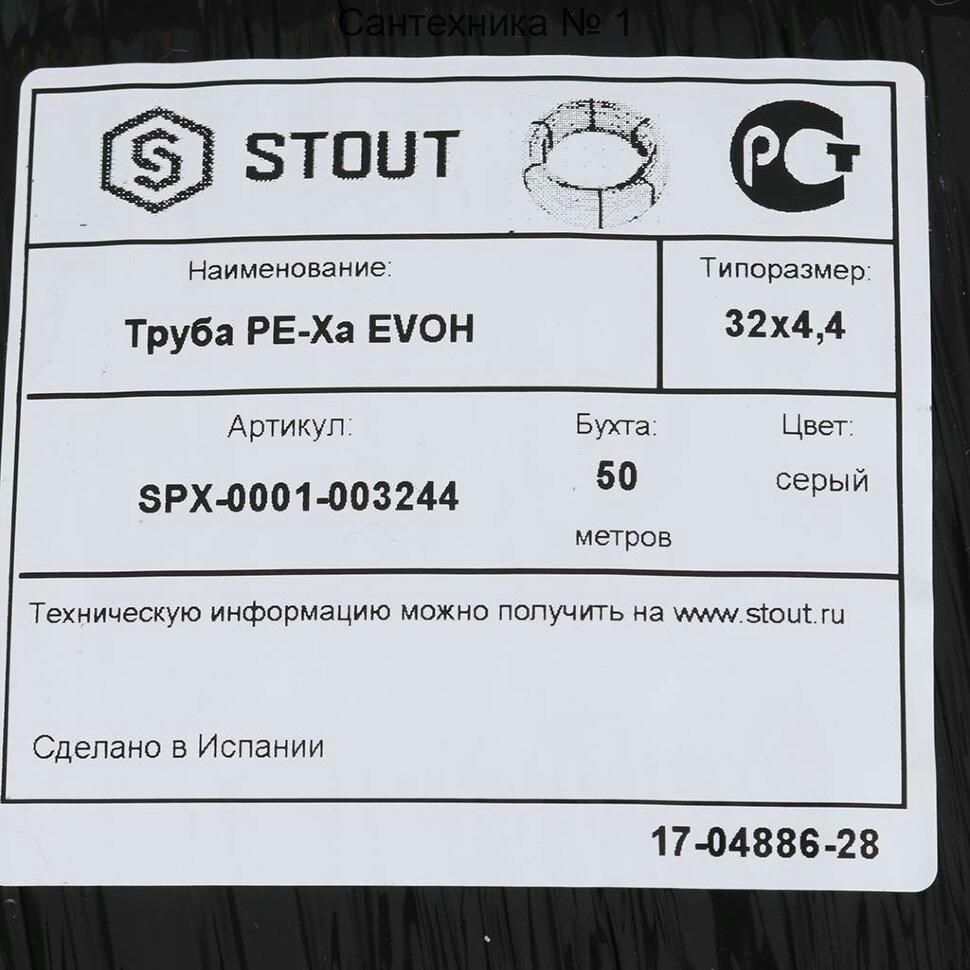 Сантехника № 1
STOUT
РСТ
Наименование:
Типоразмер:
Труба PE-Xa EVOH
32x4,4
Артикул:
Бухта:
Цвет:
SPX-0001-003244
50
серый
метров
Техническую информацию можно получить на www.stout.ru
Сделано в Испании
17-04886-28